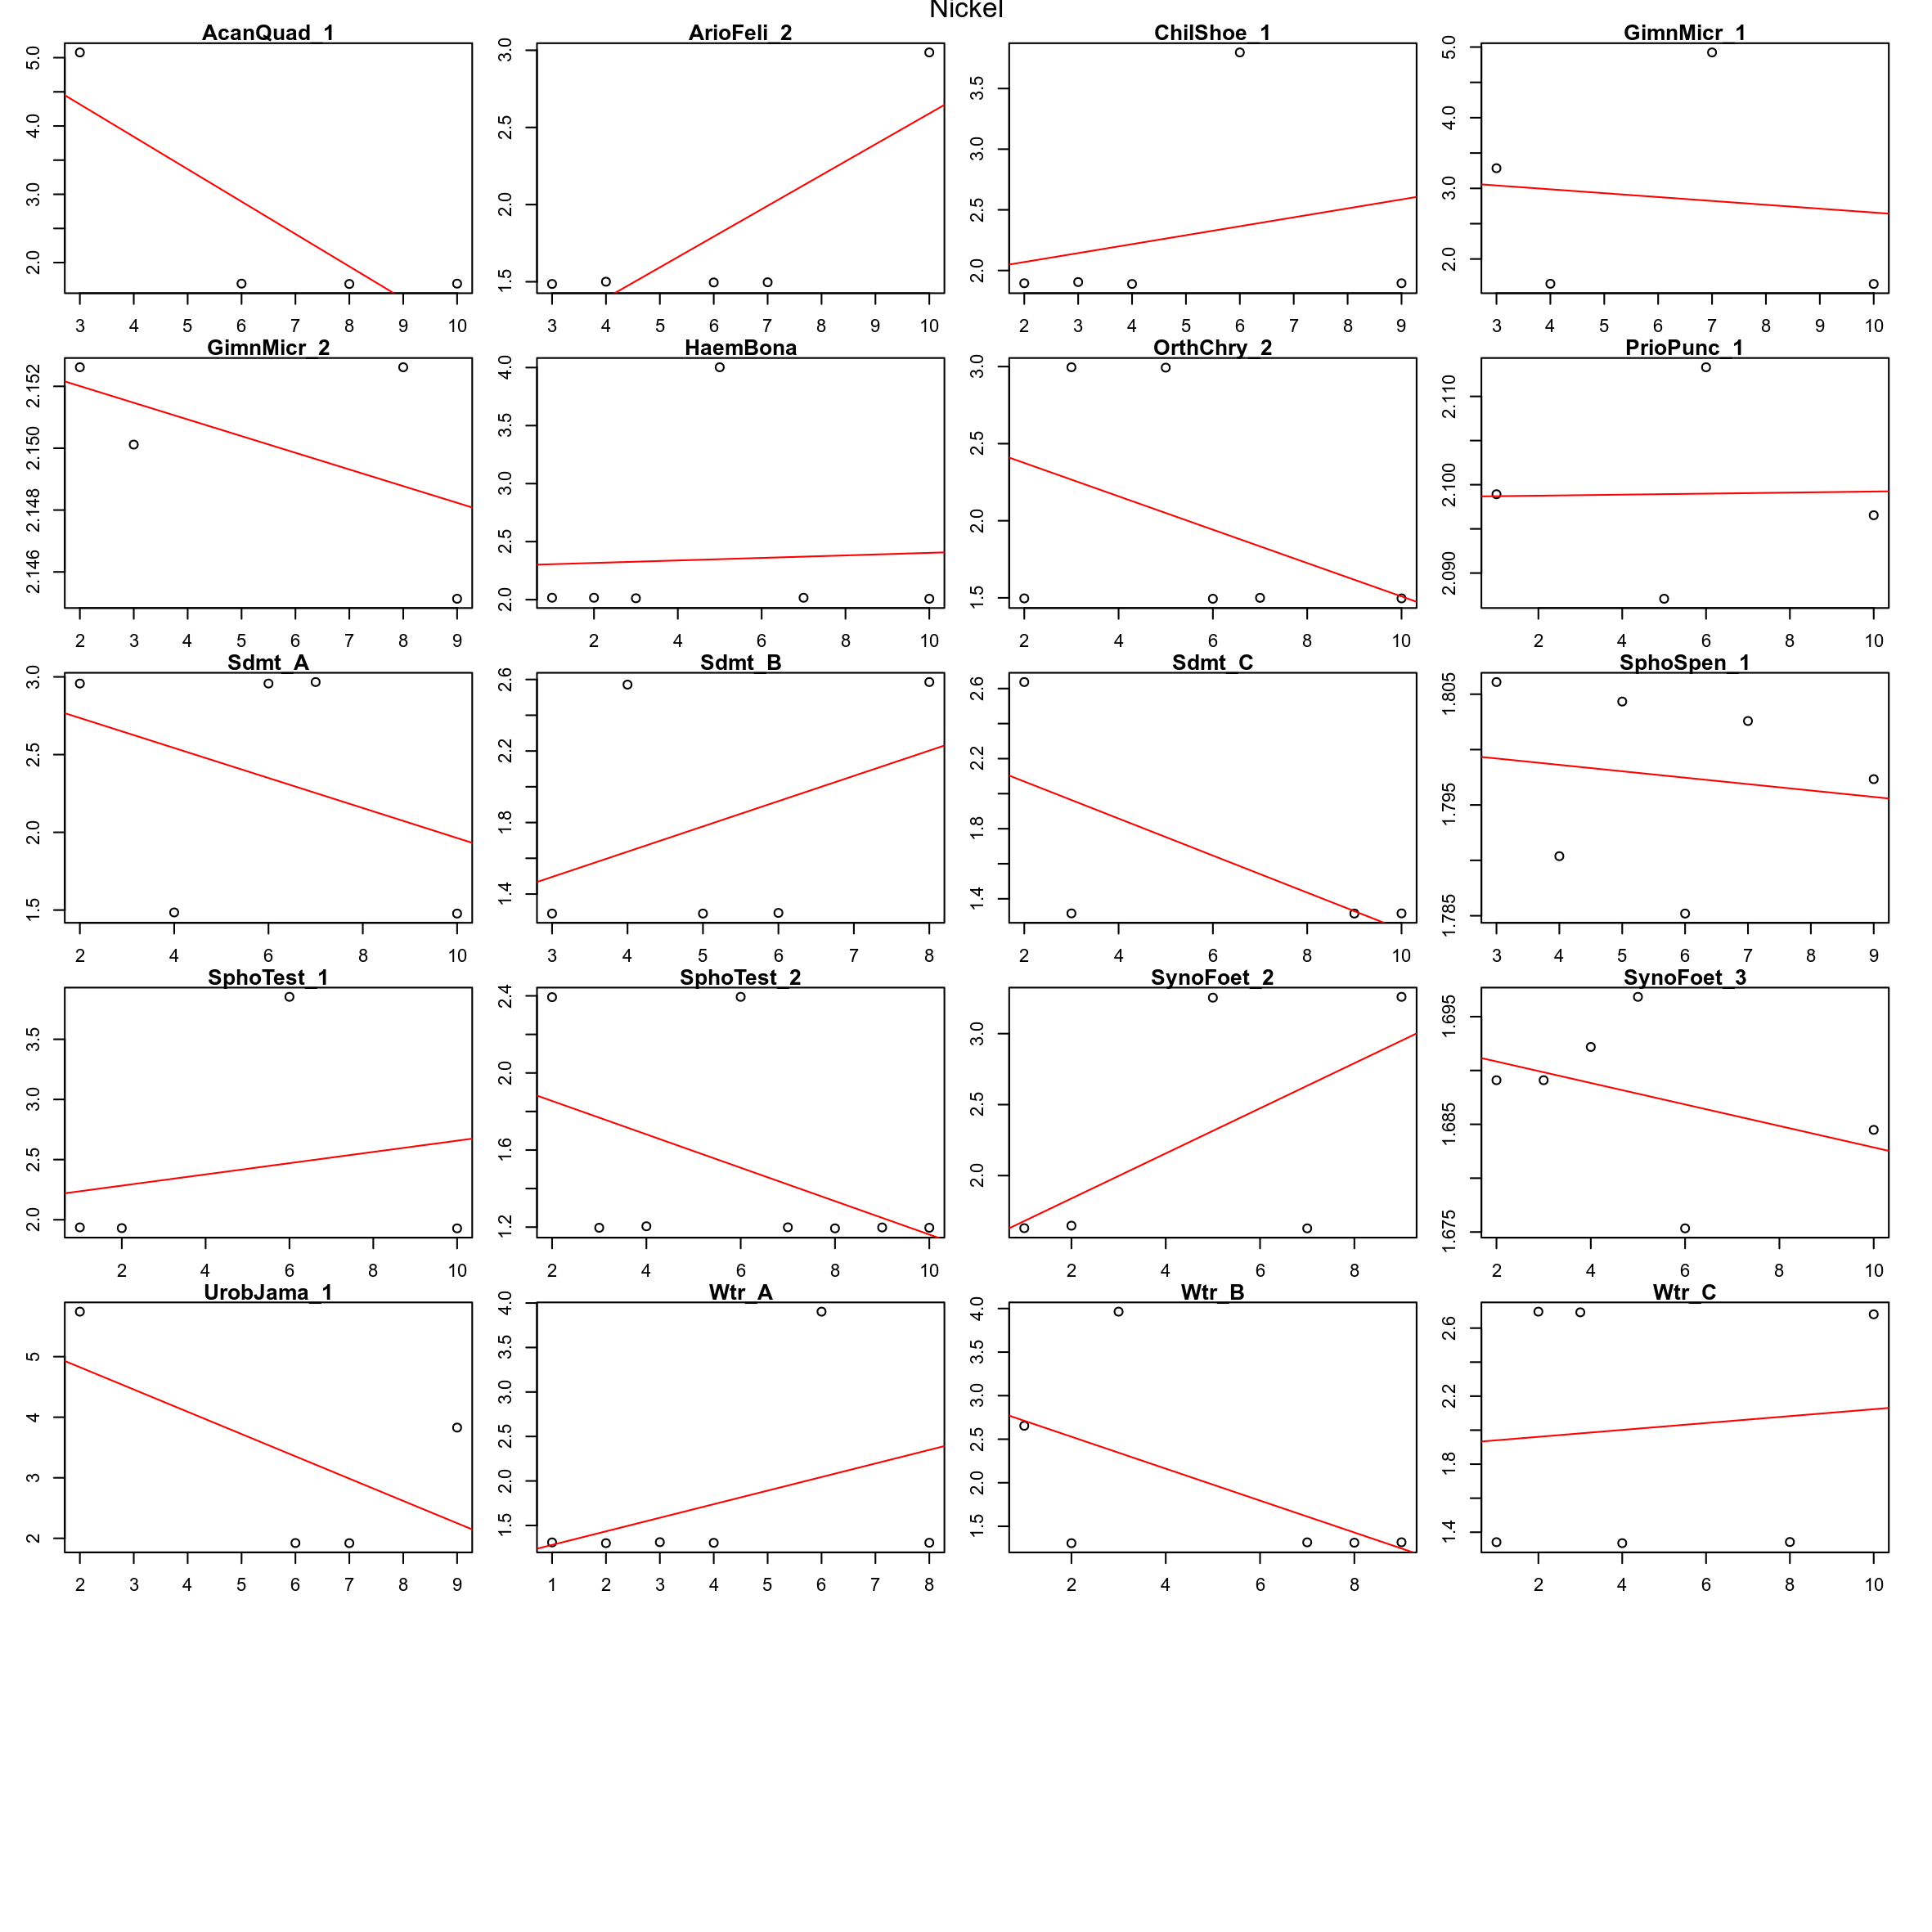 Nickel
AcanQuad_1 ArioFeli_2 ChilShoe_1 GimnMicr_1
2.0 3.0 4.0 5.0
3 4 5 6 7 8 9 10
1.5 2.0 2.5 3.0
3 4 5 6 7 8 9 10
2.0 2.5 3.0 3.5
2 3 4 5 6 7 8 9
2.0 3.0 4.0 5.0
3 4 5 6 7 8 9 10
GimnMicr_2 HaemBona OrthChry_2 PrioPunc_1
2.146 2.148 2.150 2.152
2 3 4 5 6 7 8 9
2.0 2.5 3.0 3.5 4.0
2 4 6 8 10
1.5 2.0 2.5 3.0
2 4 6 8 10
2.090 2.100 2.110
2 4 6 8 10
Sdmt_A Sdmt_B Sdmt_C SphoSpen_1
1.5 2.0 2.5 3.0
2 4 6 8 10
1.4 1.8 2.2 2.6
3 4 5 6 7 8
1.4 1.8 2.2 2.6
2 4 6 8 10
1.785 1.795 1.805
3 4 5 6 7 8 9
SphoTest_1 SphoTest_2 SynoFoet_2 SynoFoet_3
2.0 2.5 3.0 3.5
2 4 6 8 10
1.2 1.6 2.0 2.4
2 4 6 8 10
2.0 2.5 3.0
2 4 6 8
1.675 1.685 1.695
2 4 6 8 10
UrobJama_1 Wtr_A Wtr_B Wtr_C
2 3 4 5
2 3 4 5 6 7 8 9
1.5 2.0 2.5 3.0 3.5 4.0
1 2 3 4 5 6 7 8
1.5 2.0 2.5 3.0 3.5 4.0
2 4 6 8
1.4 1.8 2.2 2.6
2 4 6 8 10